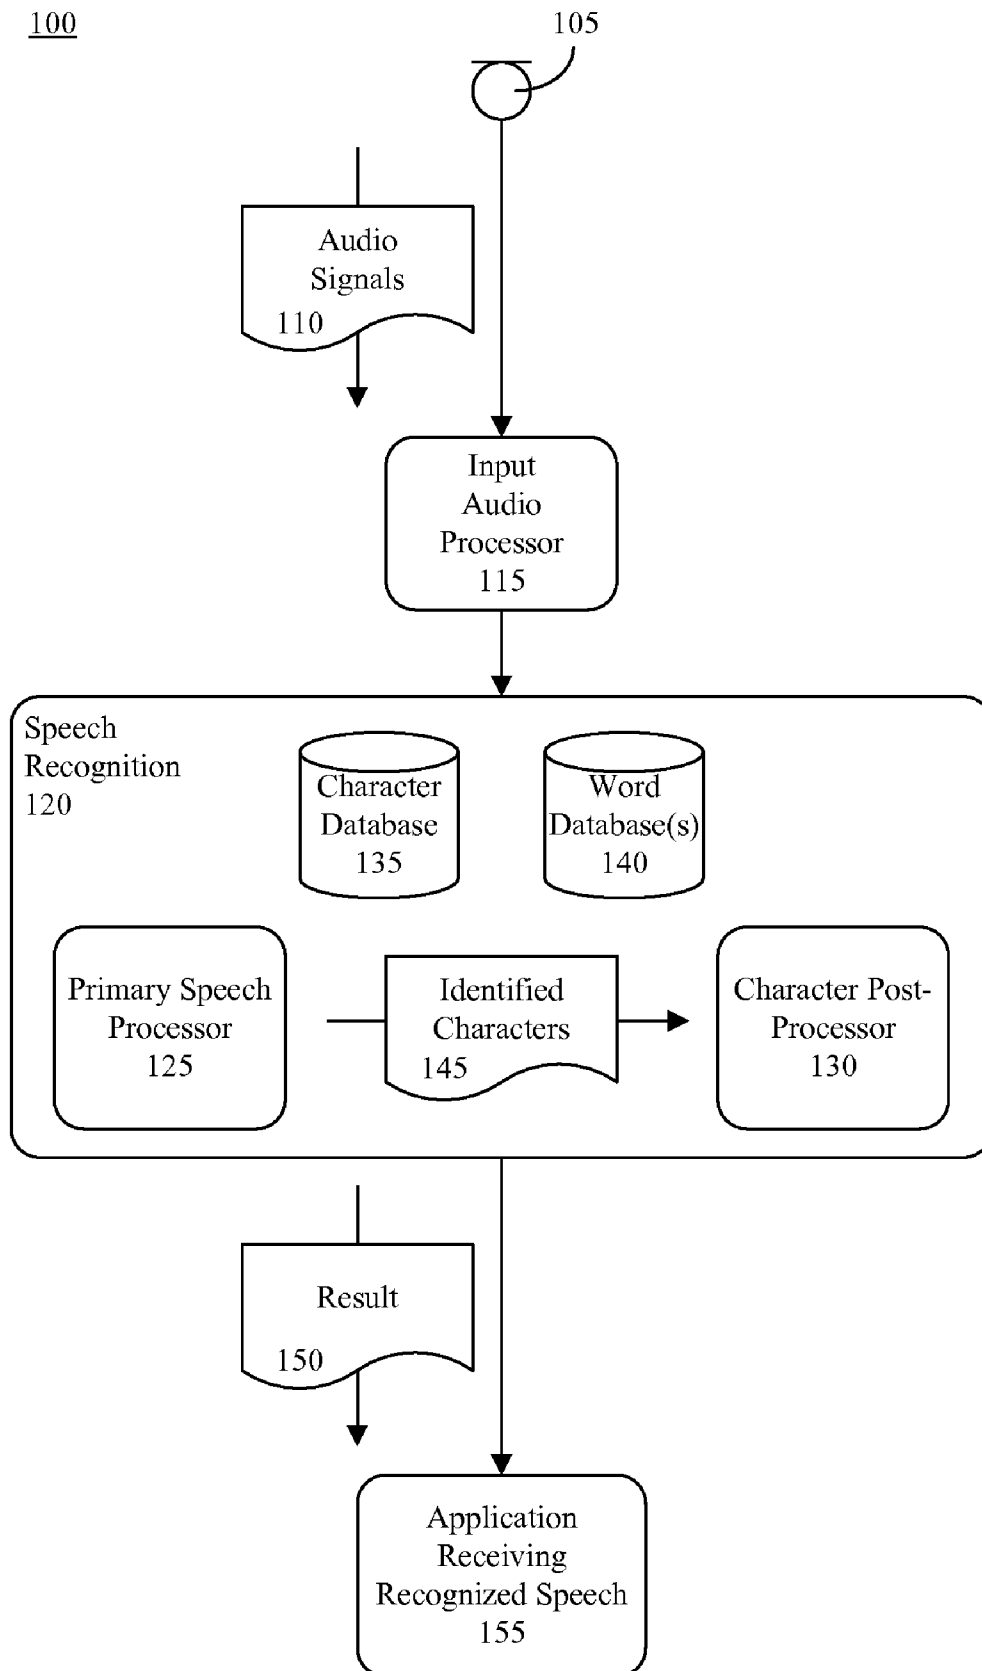 100
105
Audio
Signals
110
Input
Audio
Processor
115
Speech
Recognition
120
Character
Database
135
Word
Database(s)
140
Primary Speech
Processor
125
Identified
Characters
145
Character Post-
Processor
130
Result
150
Application
Receiving
Recognized Speech
155